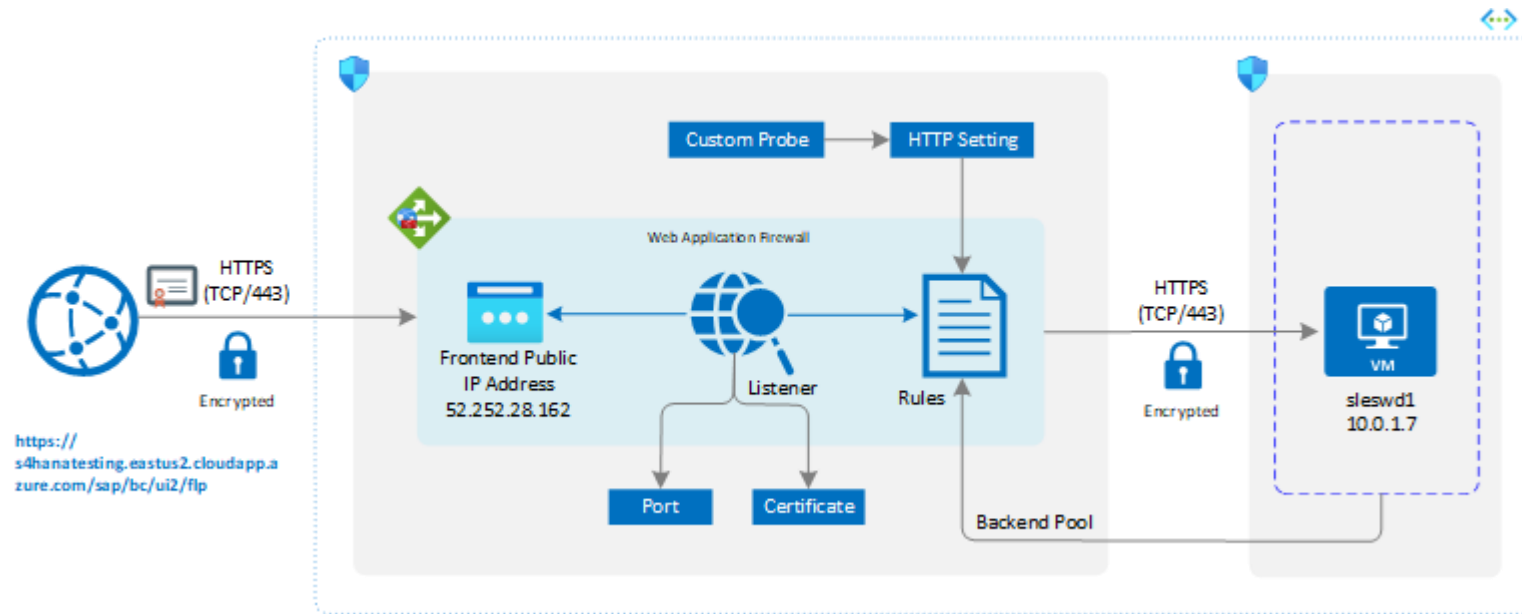 Custom Probe
HTTP Setting
Web Application Firewall
HTTPS
(TCP/443)
Encrypted
https://
s4hanatesting.eastus2.cloudapp.a
zure.com/sap/bc/ui2/flp
Frontend Public
IP Address
52.252.28.162
Listener
Rules
Port
Certificate
HTTPS
(TCP/443)
Encrypted
VM
sleswd1
10.0.1.7
Backend Pool